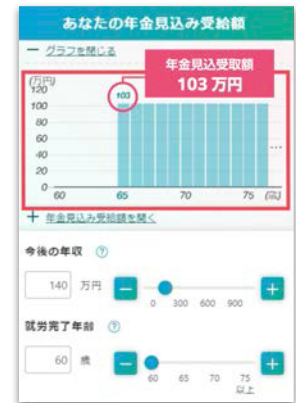 あなたの年金見込み受給額
ー グラフを閉じる
年金見込受取額
103 万円
(万円)
120
103
100
80
60
40
20
0
60 65 70 75 (歳)
...
＋ 年金見込み受給額を開く
今後の年収 ?
140 万円 − ＋
0 300 600 900
就労完了年齢 ?
60 歳 − ＋
60 65 70 75
以上